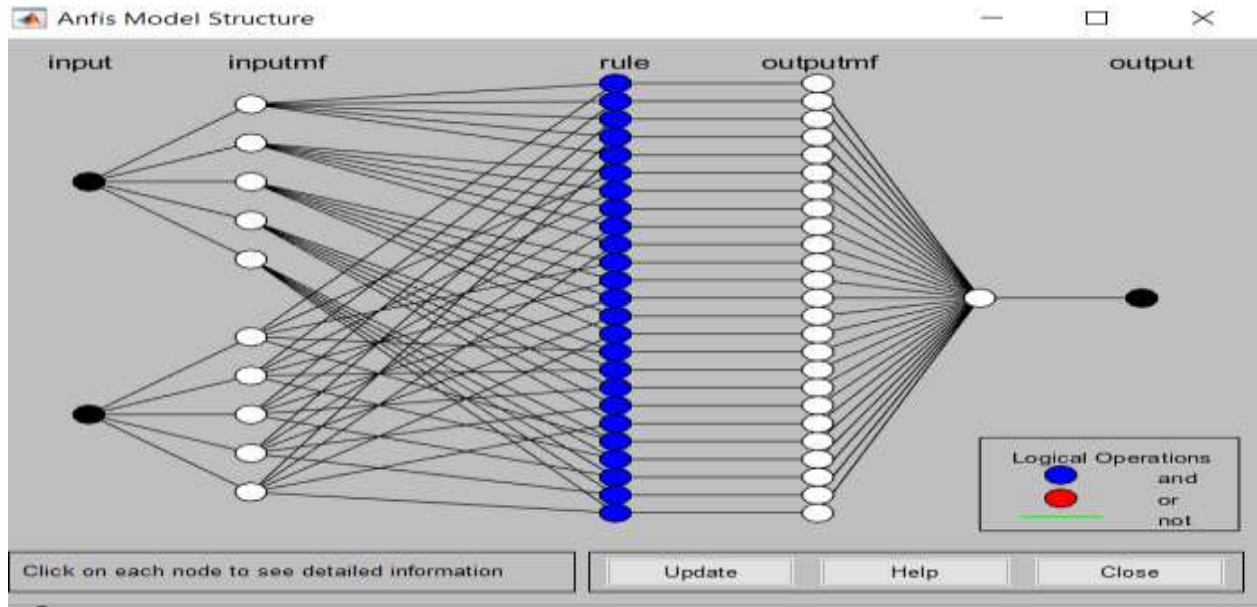 Anfis Model Structure
input inputmf rule outputmf output
Logical Operations
and
or
not
Click on each node to see detailed information
Update Help Close